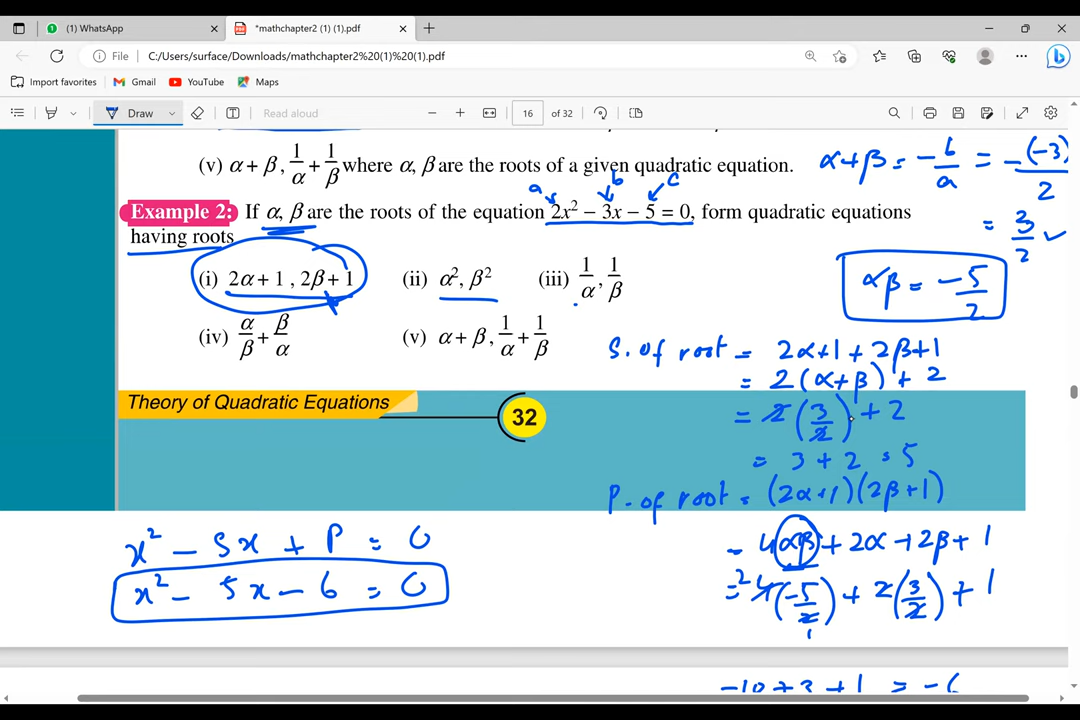 (1) WhatsApp
*mathchapter2 (1) (1).pdf
File
C:/Users/surface/Downloads/mathchapter2%20(1)%20(1).pdf
Import favorites Gmail YouTube Maps
Draw Read aloud 16 of 32
(v) α + β, 1/α + 1/β where α, β are the roots of a given quadratic equation.
α+β = -b/a = -(-3)/2
= 3/2 ✓
a b c
Example 2: If α, β are the roots of the equation 2x² − 3x − 5 = 0, form quadratic equations
having roots
(i) 2α + 1, 2β + 1 (ii) α², β² (iii) 1/α, 1/β
αβ = -5/2
(iv) α/β + β/α (v) α + β, 1/α + 1/β
S. of root = 2α+1+2β+1
= 2(α+β)+2
= 2(3/2)+2
= 3+2 = 5
P. of root = (2α+1)(2β+1)
= 4αβ+2α+2β+1
= 2 4(-5/2)+2(3/2)+1
1
-10+3+1 = -6
Theory of Quadratic Equations 32
x² - Sx + P = 0
x² - 5x - 6 = 0